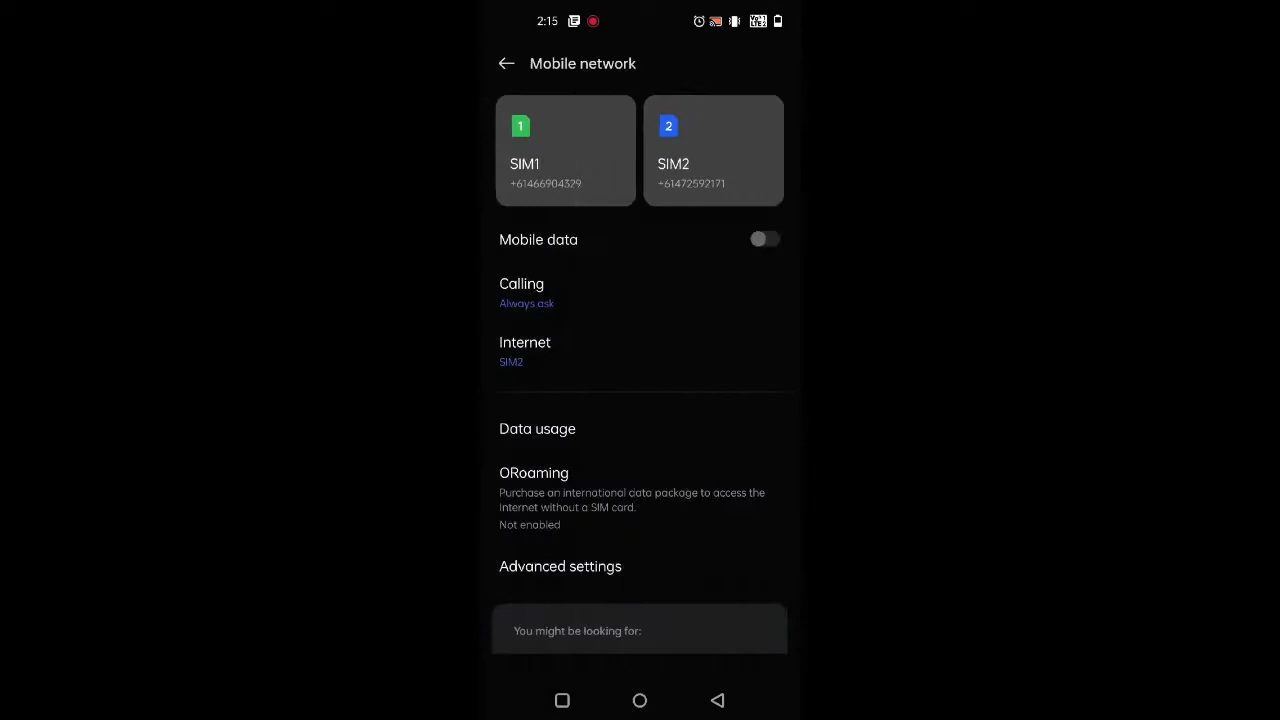 2:15
Mobile network
1
2
SIM1
SIM2
+61466904329
+61472592171
Mobile data
Calling
Always ask
Internet
SIM2
Data usage
ORoaming
Purchase an international data package to access the
Internet without a SIM card.
Not enabled
Advanced settings
You might be looking for: